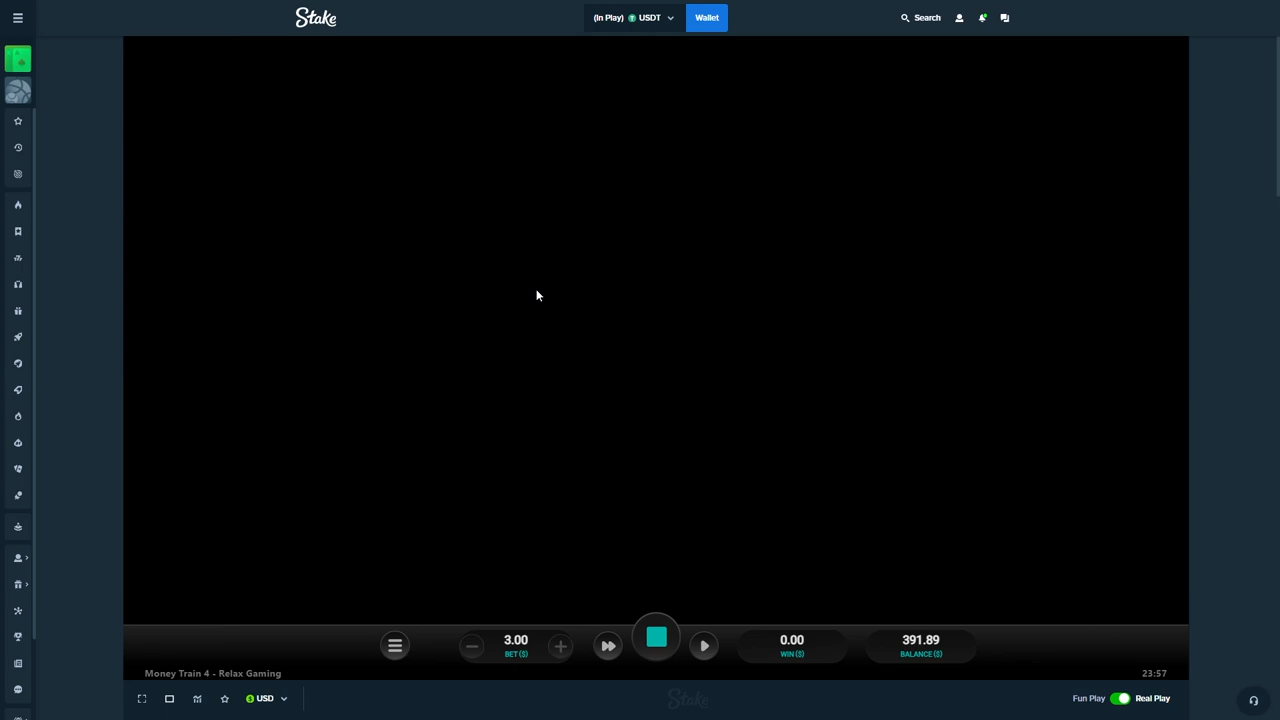 Stake
(In Play) USDT
Wallet
Search
3.00
BET ($)
0.00
WIN ($)
391.89
BALANCE ($)
Money Train 4 - Relax Gaming
23:57
USD
Stake
Fun Play
Real Play